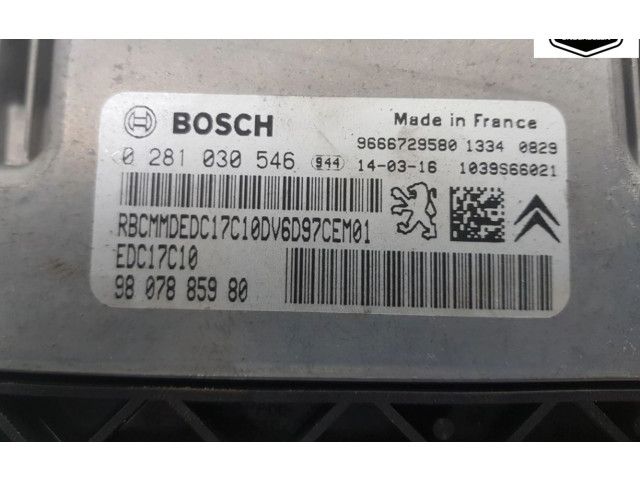 BOSCH
Made in France
9666729580 1334 0829
0 281 030 546 944 14-03-16 1039S66021
RBCMMDEDC17C10DV6D97CEM01
EDC17C10
98 078 859 80